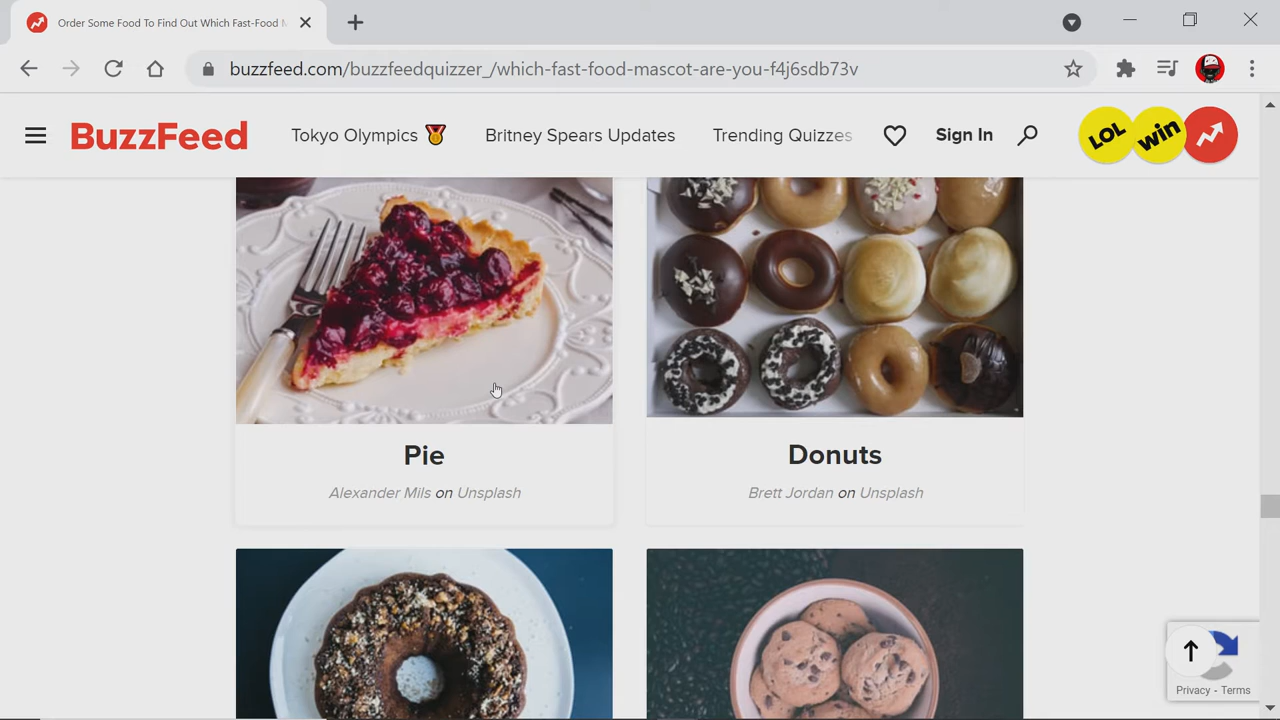 Order Some Food To Find Out Which Fast-Food
buzzfeed.com/buzzfeedquizzer_/which-fast-food-mascot-are-you-f4j6sdb73v
BuzzFeed
Tokyo Olympics
Britney Spears Updates
Trending Quizzes
Sign In
LOL
win
Pie
Donuts
Alexander Mils on Unsplash
Brett Jordan on Unsplash
Privacy - Terms